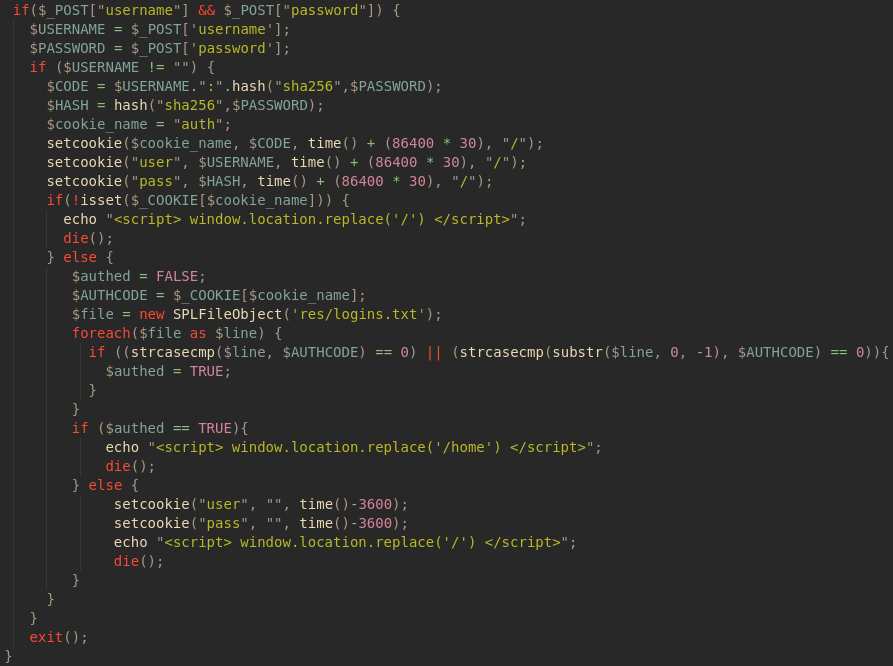 if($_POST["username"] && $_POST["password"]) {
$USERNAME = $_POST['username'];
$PASSWORD = $_POST['password'];
if ($USERNAME != "") {
$CODE = $USERNAME.":".hash("sha256",$PASSWORD);
$HASH = hash("sha256",$PASSWORD);
$cookie_name = "auth";
setcookie($cookie_name, $CODE, time() + (86400 * 30), "/");
setcookie("user", $USERNAME, time() + (86400 * 30), "/");
setcookie("pass", $HASH, time() + (86400 * 30), "/");
if(!isset($_COOKIE[$cookie_name])) {
echo "<script> window.location.replace('/') </script>";
die();
} else {
$authed = FALSE;
$AUTHCODE = $_COOKIE[$cookie_name];
$file = new SPLFileObject('res/logins.txt');
foreach($file as $line) {
if ((strcasecmp($line, $AUTHCODE) == 0) || (strcasecmp(substr($line, 0, -1), $AUTHCODE) == 0)){
$authed = TRUE;
}
}
if ($authed == TRUE){
echo "<script> window.location.replace('/home') </script>";
die();
} else {
setcookie("user", "", time()-3600);
setcookie("pass", "", time()-3600);
echo "<script> window.location.replace('/') </script>";
die();
}
}
}
exit();
}